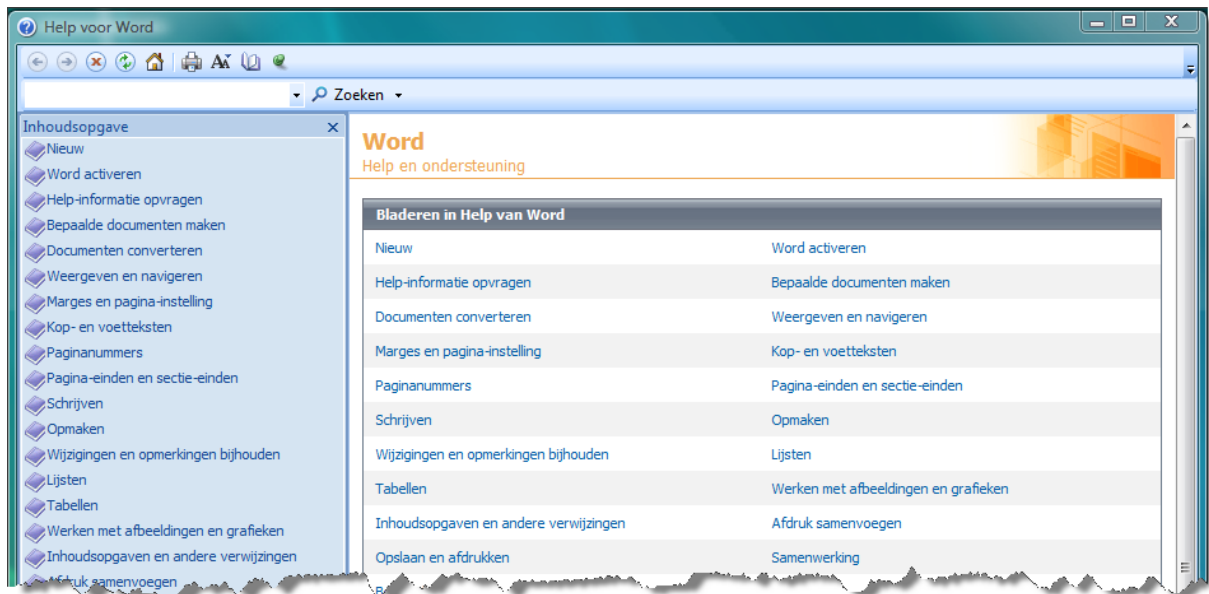 Help voor Word
Zoeken
Inhoudsopgave
Nieuw
Word activeren
Help-informatie opvragen
Bepaalde documenten maken
Documenten converteren
Weergeven en navigeren
Marges en pagina-instelling
Kop- en voetteksten
Paginanummers
Pagina-einden en sectie-einden
Schrijven
Opmaken
Wijzigingen en opmerkingen bijhouden
Lijsten
Tabellen
Werken met afbeeldingen en grafieken
Inhoudsopgaven en andere verwijzingen
Afdruk samenvoegen
Word
Help en ondersteuning
Bladeren in Help van Word
Nieuw Word activeren
Help-informatie opvragen Bepaalde documenten maken
Documenten converteren Weergeven en navigeren
Marges en pagina-instelling Kop- en voetteksten
Paginanummers Pagina-einden en sectie-einden
Schrijven Opmaken
Wijzigingen en opmerkingen bijhouden Lijsten
Tabellen Werken met afbeeldingen en grafieken
Inhoudsopgaven en andere verwijzingen Afdruk samenvoegen
Opslaan en afdrukken Samenwerking